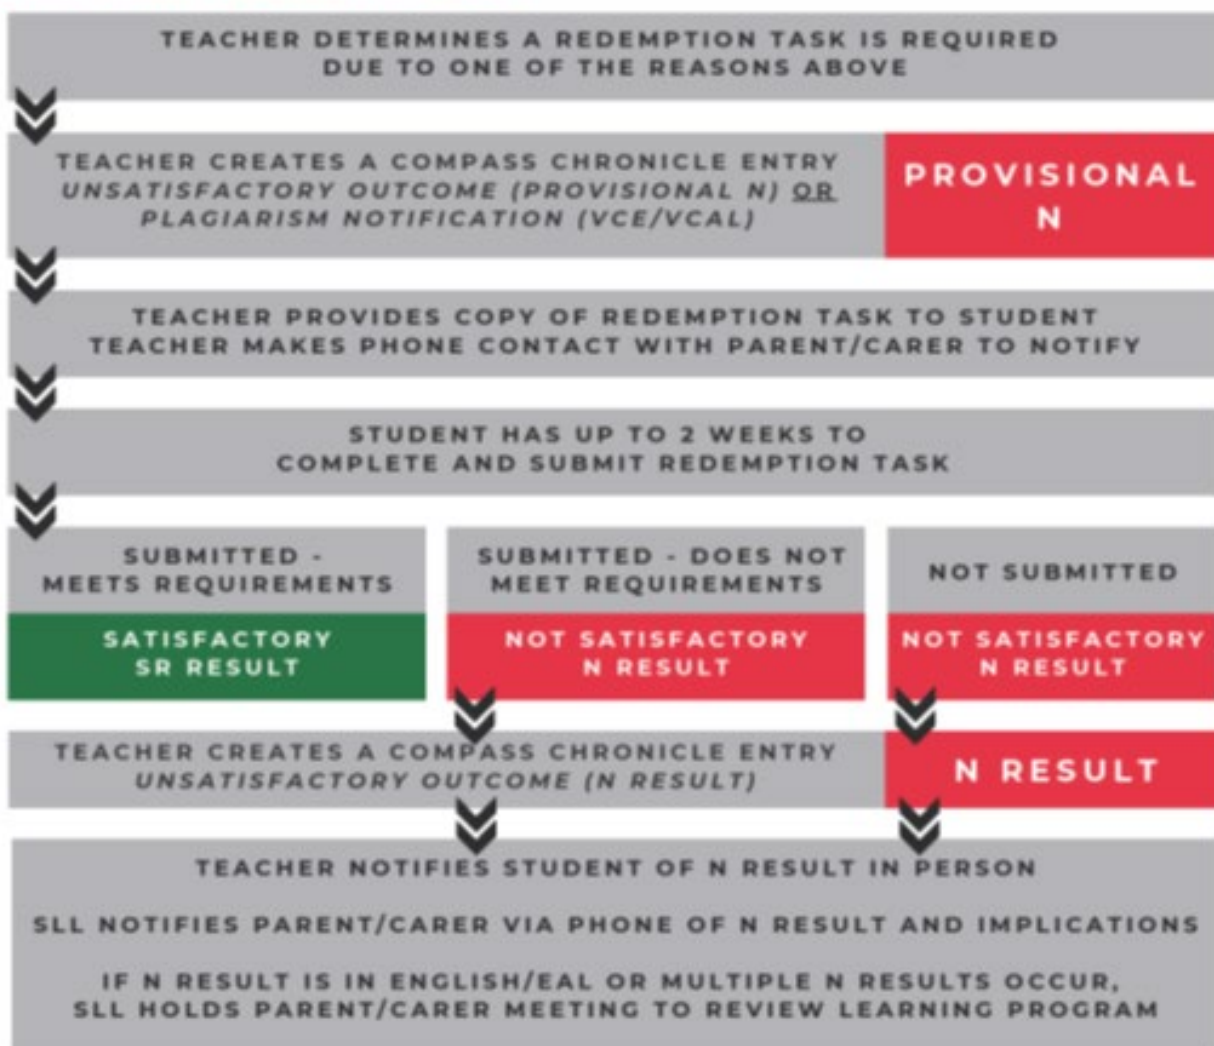 TEACHER DETERMINES A REDEMPTION TASK IS REQUIRED
DUE TO ONE OF THE REASONS ABOVE
TEACHER CREATES A COMPASS CHRONICLE ENTRY
UNSATISFACTORY OUTCOME (PROVISIONAL N) OR
PLAGIARISM NOTIFICATION (VCE/VCAL)
PROVISIONAL
N
TEACHER PROVIDES COPY OF REDEMPTION TASK TO STUDENT
TEACHER MAKES PHONE CONTACT WITH PARENT/CARER TO NOTIFY
STUDENT HAS UP TO 2 WEEKS TO
COMPLETE AND SUBMIT REDEMPTION TASK
SUBMITTED -
MEETS REQUIREMENTS
SATISFACTORY
SR RESULT
SUBMITTED - DOES NOT
MEET REQUIREMENTS
NOT SATISFACTORY
N RESULT
NOT SUBMITTED
NOT SATISFACTORY
N RESULT
TEACHER CREATES A COMPASS CHRONICLE ENTRY
UNSATISFACTORY OUTCOME (N RESULT)
N RESULT
TEACHER NOTIFIES STUDENT OF N RESULT IN PERSON
SLL NOTIFIES PARENT/CARER VIA PHONE OF N RESULT AND IMPLICATIONS
IF N RESULT IS IN ENGLISH/EAL OR MULTIPLE N RESULTS OCCUR,
SLL HOLDS PARENT/CARER MEETING TO REVIEW LEARNING PROGRAM